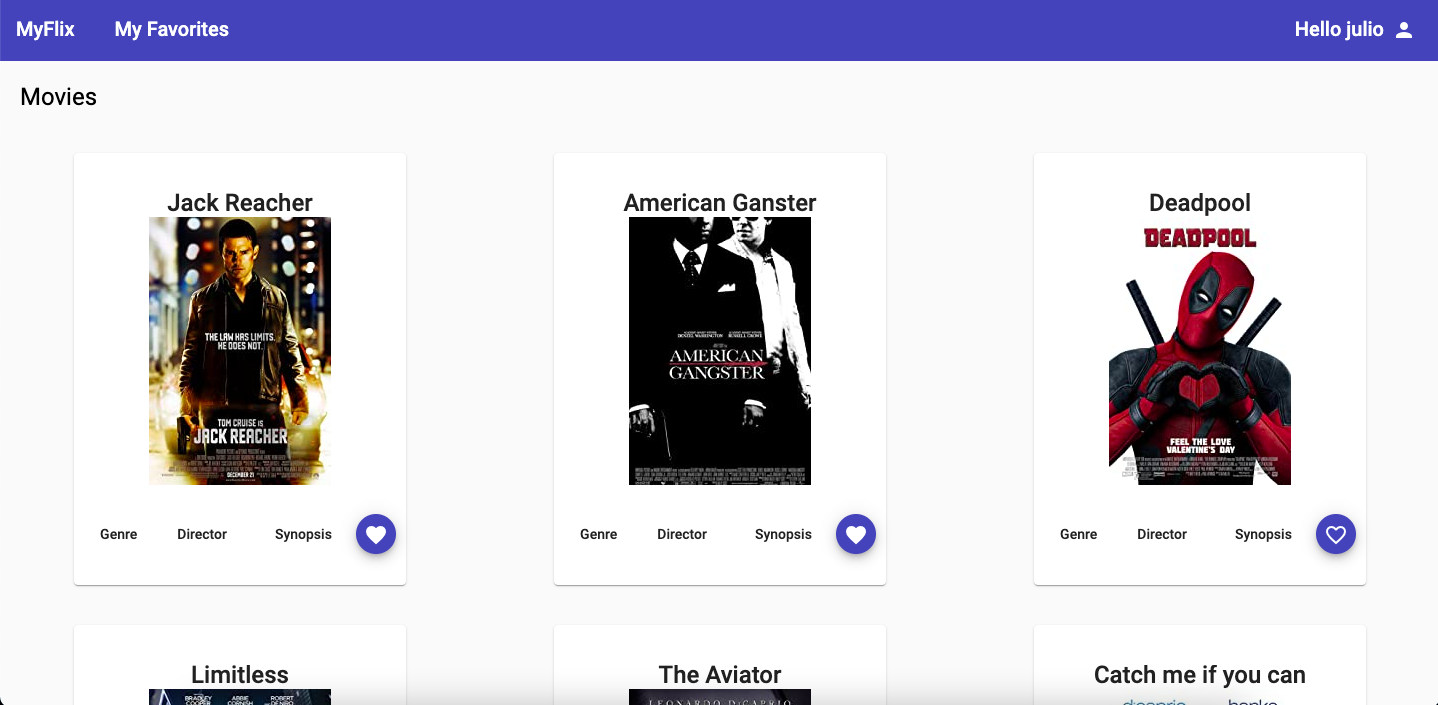 MyFlix My Favorites Hello julio
Movies
Jack Reacher
THE LAW HAS LIMITS.
HE DOES NOT.
TOM CRUISE IS
JACK REACHER
DECEMBER 21
Genre Director Synopsis
American Ganster
DENZEL WASHINGTON RUSSELL CROWE
AMERICAN
GANGSTER
Genre Director Synopsis
Deadpool
DEADPOOL
FEEL THE LOVE
VALENTINE'S DAY
Genre Director Synopsis
Limitless
BRADLEY COOPER ABBIE CORNISH ROBERT DE NIRO
The Aviator
LEONARDO DICAPRIO
Catch me if you can
dicaprio hanks